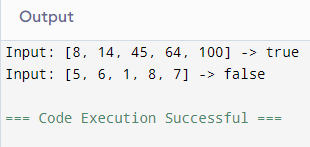 Output
Input: [8, 14, 45, 64, 100] -> true
Input: [5, 6, 1, 8, 7] -> false
=== Code Execution Successful ===